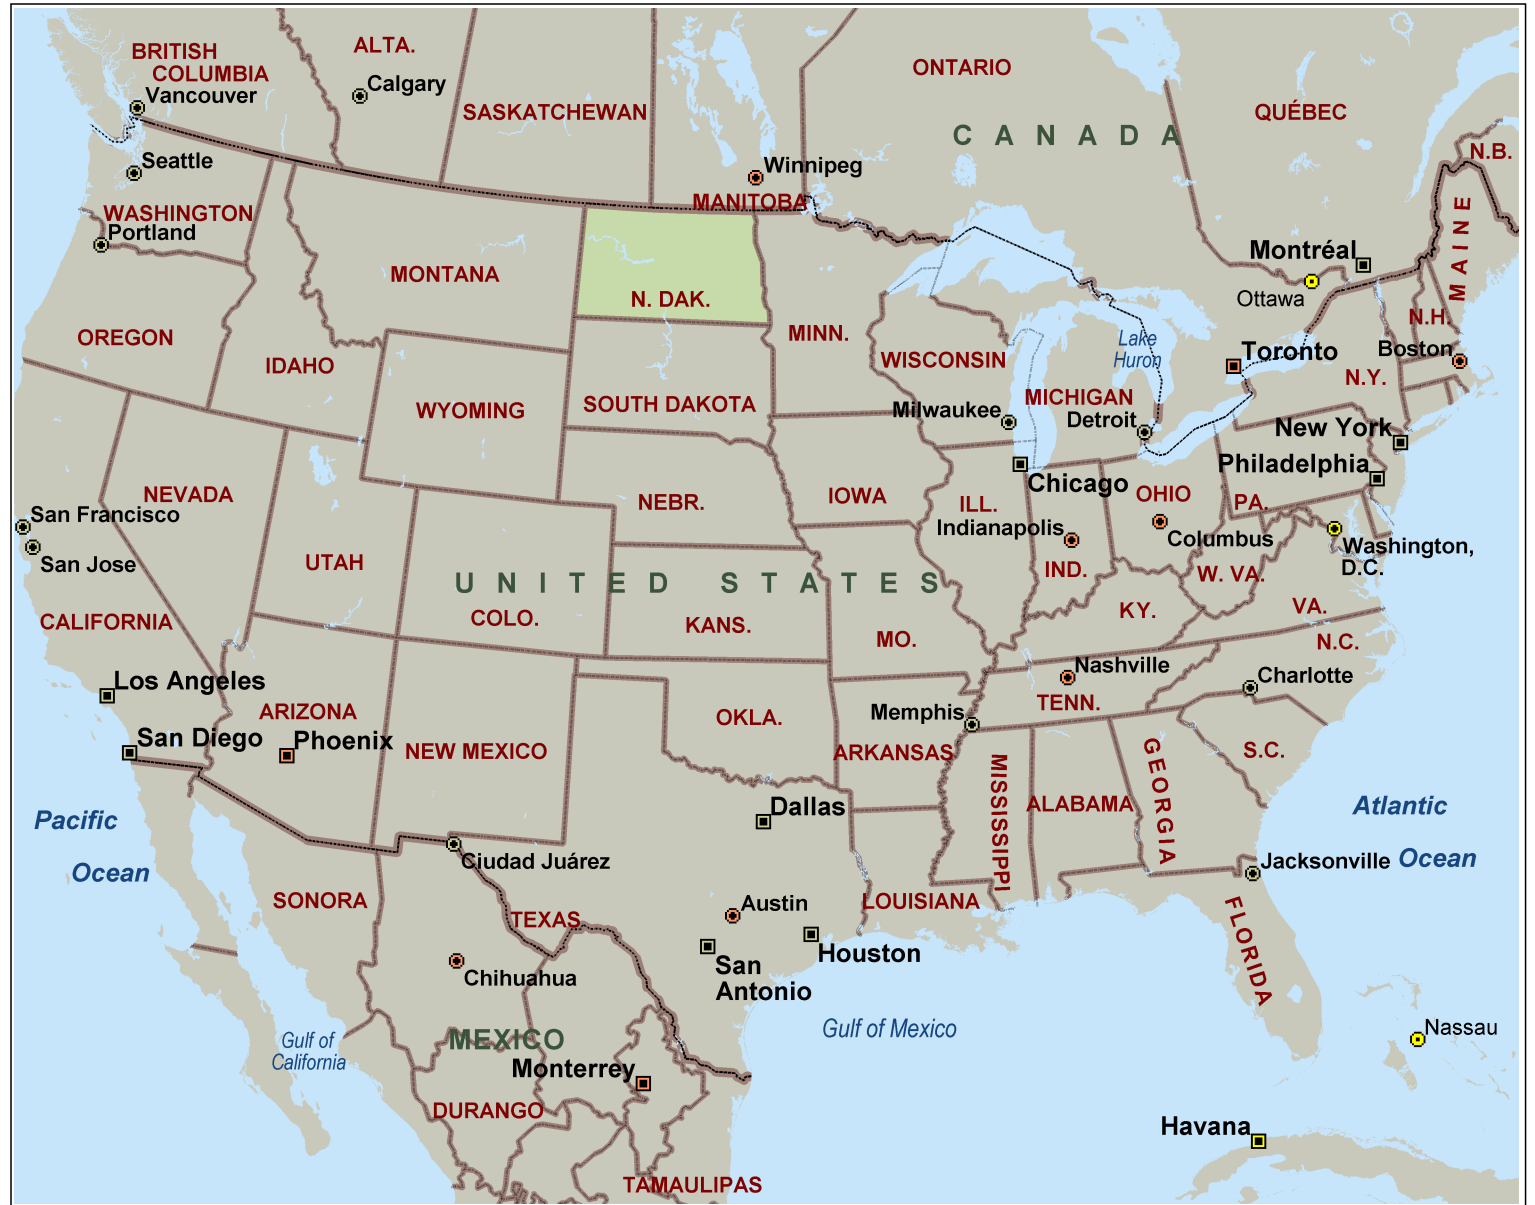 BRITISH
COLUMBIA
ALTA.
Calgary
Vancouver
SASKATCHEWAN
ONTARIO
QUÉBEC
CANADA
N.B.
Seattle
Winnipeg
MANITOBA
WASHINGTON
Portland
MONTANA
N. DAK.
MINN.
Montréal
Ottawa
MAINE
N.H.
OREGON
IDAHO
WISCONSIN
Lake
Huron
Toronto
Boston
N.Y.
WYOMING
SOUTH DAKOTA
Milwaukee
MICHIGAN
Detroit
New York
Philadelphia
NEVADA
NEBR.
IOWA
ILL.
Chicago
OHIO
PA.
San Francisco
San Jose
UTAH
Indianapolis
Columbus
Washington,
D.C.
IND.
W. VA.
UNITED STATES
CALIFORNIA
COLO.
KANS.
MO.
KY.
VA.
N.C.
Los Angeles
ARIZONA
Nashville
Charlotte
TENN.
San Diego
Phoenix
NEW MEXICO
OKLA.
Memphis
ARKANSAS
MISSISSIPPI
ALABAMA
GEORGIA
S.C.
Pacific
Ocean
Dallas
Atlantic
Ocean
Ciudad Juárez
Jacksonville
SONORA
TEXAS
Austin
LOUISIANA
FLORIDA
Chihuahua
San
Antonio
Houston
Gulf of
California
MEXICO
Gulf of Mexico
Nassau
Monterrey
DURANGO
Havana
TAMAULIPAS